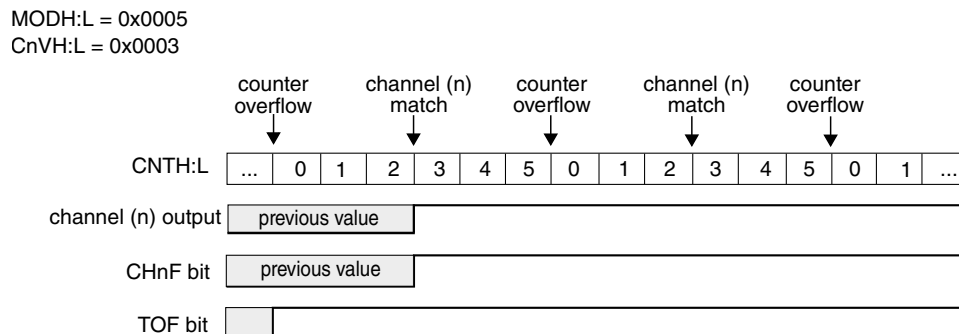 MODH:L = 0x0005
CnVH:L = 0x0003
counter overflow channel (n) match counter overflow channel (n) match counter overflow
CNTH:L ... 0 1 2 3 4 5 0 1 2 3 4 5 0 1 ...
channel (n) output previous value
CHnF bit previous value
TOF bit